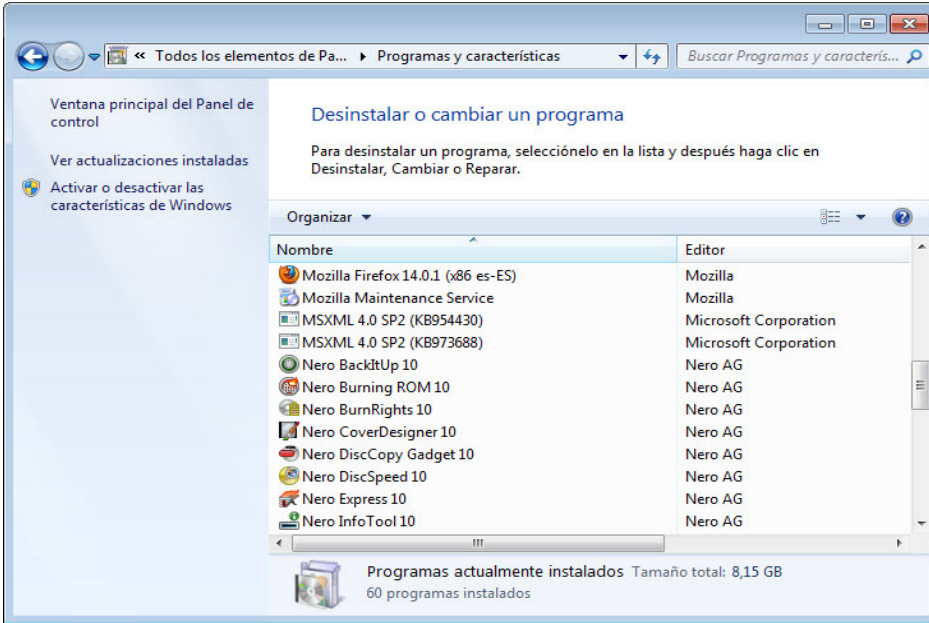 « Todos los elementos de Pa... ▸ Programas y características
Buscar Programas y caracterís...
Ventana principal del Panel de
control
Ver actualizaciones instaladas
Activar o desactivar las
características de Windows
Desinstalar o cambiar un programa
Para desinstalar un programa, selecciónelo en la lista y después haga clic en
Desinstalar, Cambiar o Reparar.
Organizar
Nombre Editor
Mozilla Firefox 14.0.1 (x86 es-ES) Mozilla
Mozilla Maintenance Service Mozilla
MSXML 4.0 SP2 (KB954430) Microsoft Corporation
MSXML 4.0 SP2 (KB973688) Microsoft Corporation
Nero BackItUp 10 Nero AG
Nero Burning ROM 10 Nero AG
Nero BurnRights 10 Nero AG
Nero CoverDesigner 10 Nero AG
Nero DiscCopy Gadget 10 Nero AG
Nero DiscSpeed 10 Nero AG
Nero Express 10 Nero AG
Nero InfoTool 10 Nero AG
Programas actualmente instalados Tamaño total: 8,15 GB
60 programas instalados